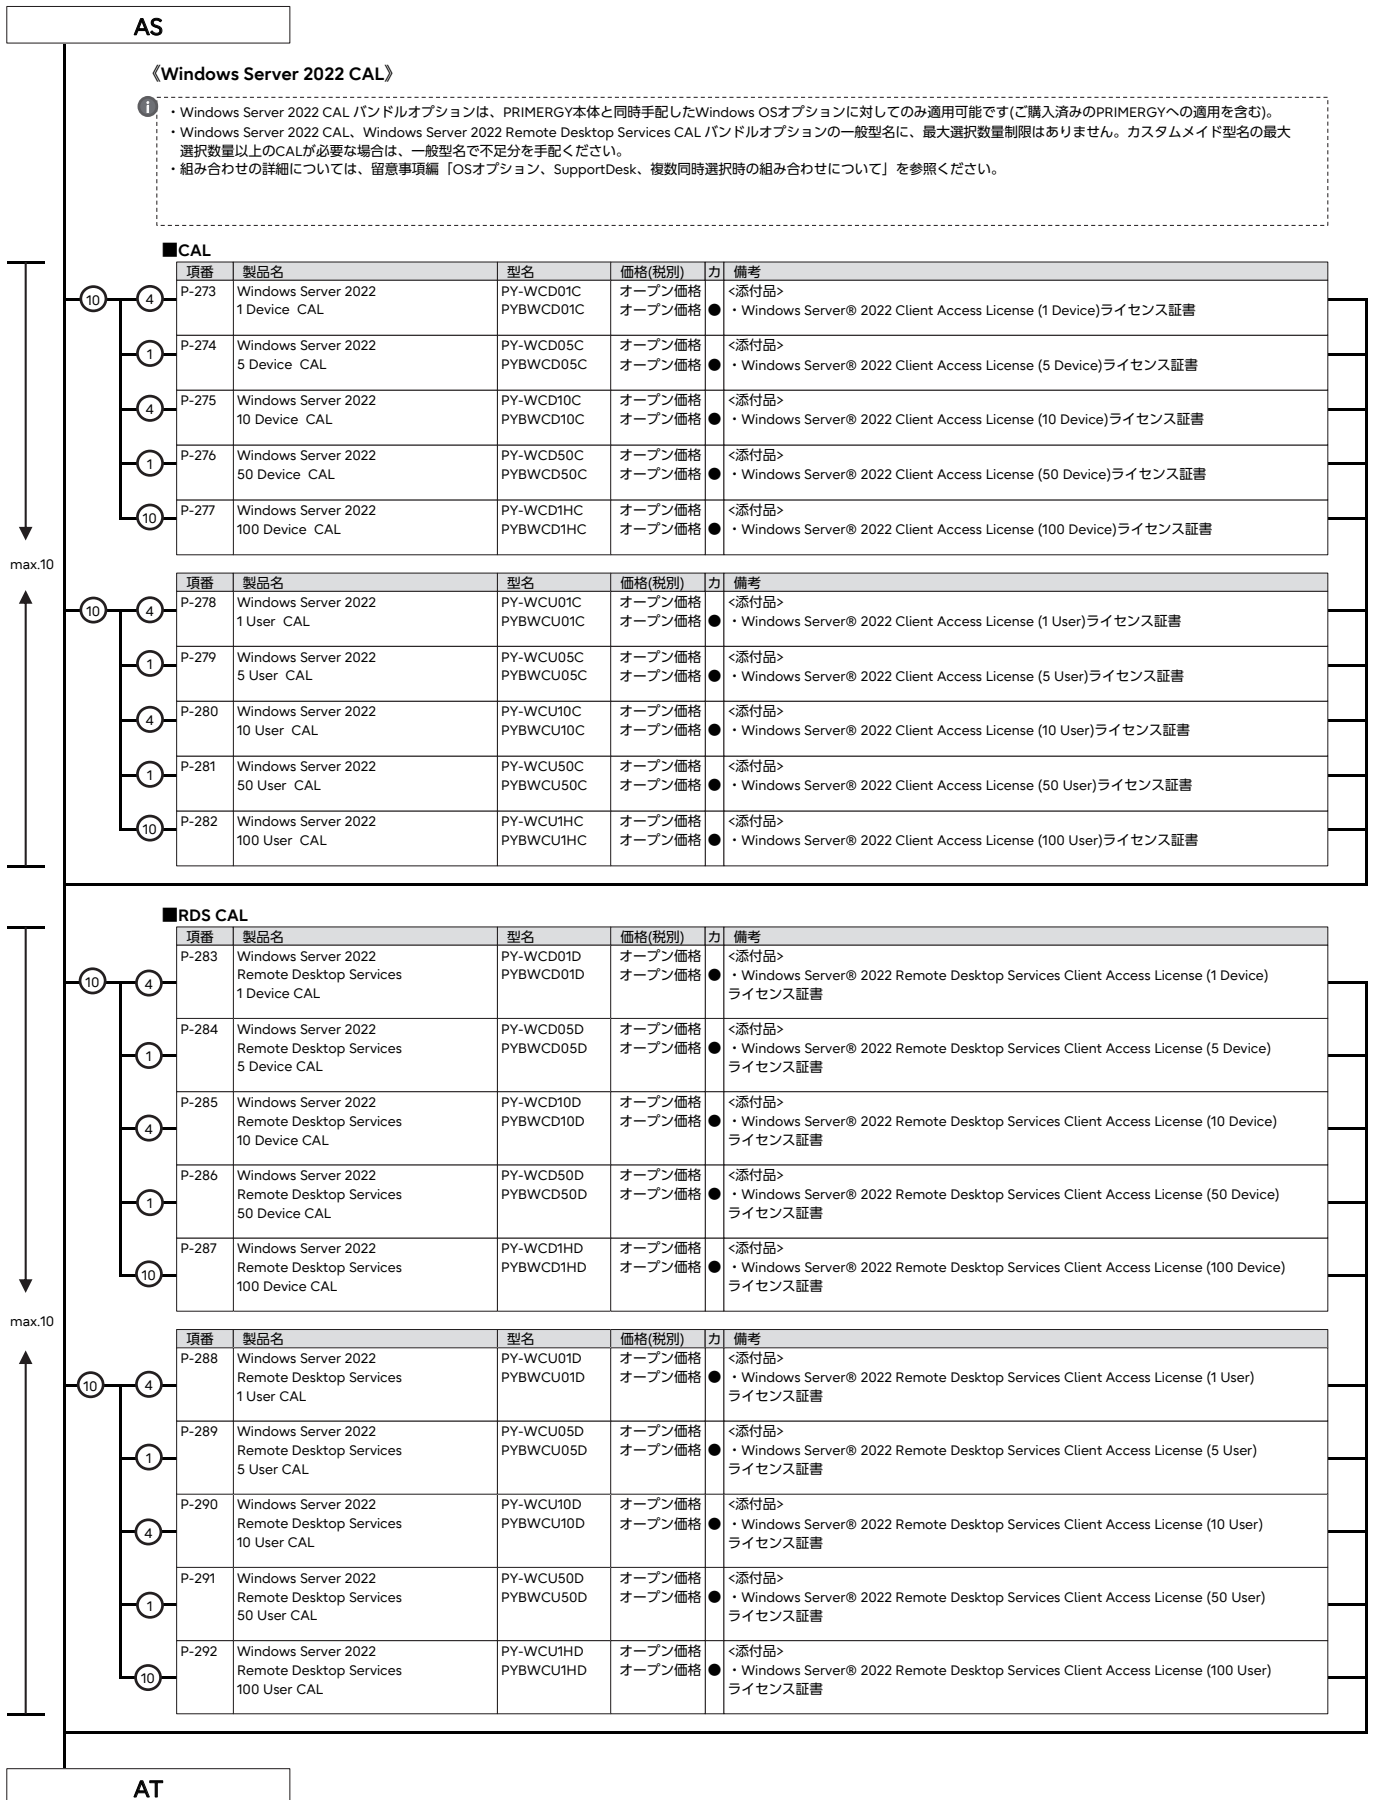 AS
《Windows Server 2022 CAL》
・Windows Server 2022 CAL バンドルオプションは、PRIMERGY本体と同時手配したWindows OSオプションに対してのみ適用可能です(ご購入済みのPRIMERGYへの適用を含む)。
・Windows Server 2022 CAL、Windows Server 2022 Remote Desktop Services CAL バンドルオプションの一般型名に、最大選択数量制限はありません。カスタムメイド型名の最大
選択数量以上のCALが必要な場合は、一般型名で不足分を手配ください。
・組み合わせの詳細については、留意事項編「OSオプション、SupportDesk、複数同時選択時の組み合わせについて」を参照ください。
■CAL
項番 製品名 型名 価格(税別) カ 備考
10 4 P-273 Windows Server 2022 PY-WCD01C オープン価格 <添付品>
1 Device CAL PYBWCD01C オープン価格 ● ・Windows Server® 2022 Client Access License (1 Device)ライセンス証書
1 P-274 Windows Server 2022 PY-WCD05C オープン価格 <添付品>
5 Device CAL PYBWCD05C オープン価格 ● ・Windows Server® 2022 Client Access License (5 Device)ライセンス証書
4 P-275 Windows Server 2022 PY-WCD10C オープン価格 <添付品>
10 Device CAL PYBWCD10C オープン価格 ● ・Windows Server® 2022 Client Access License (10 Device)ライセンス証書
1 P-276 Windows Server 2022 PY-WCD50C オープン価格 <添付品>
50 Device CAL PYBWCD50C オープン価格 ● ・Windows Server® 2022 Client Access License (50 Device)ライセンス証書
10 P-277 Windows Server 2022 PY-WCD1HC オープン価格 <添付品>
100 Device CAL PYBWCD1HC オープン価格 ● ・Windows Server® 2022 Client Access License (100 Device)ライセンス証書
max.10
項番 製品名 型名 価格(税別) カ 備考
10 4 P-278 Windows Server 2022 PY-WCU01C オープン価格 <添付品>
1 User CAL PYBWCU01C オープン価格 ● ・Windows Server® 2022 Client Access License (1 User)ライセンス証書
1 P-279 Windows Server 2022 PY-WCU05C オープン価格 <添付品>
5 User CAL PYBWCU05C オープン価格 ● ・Windows Server® 2022 Client Access License (5 User)ライセンス証書
4 P-280 Windows Server 2022 PY-WCU10C オープン価格 <添付品>
10 User CAL PYBWCU10C オープン価格 ● ・Windows Server® 2022 Client Access License (10 User)ライセンス証書
1 P-281 Windows Server 2022 PY-WCU50C オープン価格 <添付品>
50 User CAL PYBWCU50C オープン価格 ● ・Windows Server® 2022 Client Access License (50 User)ライセンス証書
10 P-282 Windows Server 2022 PY-WCU1HC オープン価格 <添付品>
100 User CAL PYBWCU1HC オープン価格 ● ・Windows Server® 2022 Client Access License (100 User)ライセンス証書
■RDS CAL
項番 製品名 型名 価格(税別) カ 備考
P-283 Windows Server 2022 PY-WCD01D オープン価格 <添付品>
10 4 Remote Desktop Services PYBWCD01D オープン価格 ● ・Windows Server® 2022 Remote Desktop Services Client Access License (1 Device)
1 Device CAL ライセンス証書
P-284 Windows Server 2022 PY-WCD05D オープン価格 <添付品>
1 Remote Desktop Services PYBWCD05D オープン価格 ● ・Windows Server® 2022 Remote Desktop Services Client Access License (5 Device)
5 Device CAL ライセンス証書
P-285 Windows Server 2022 PY-WCD10D オープン価格 <添付品>
4 Remote Desktop Services PYBWCD10D オープン価格 ● ・Windows Server® 2022 Remote Desktop Services Client Access License (10 Device)
10 Device CAL ライセンス証書
P-286 Windows Server 2022 PY-WCD50D オープン価格 <添付品>
1 Remote Desktop Services PYBWCD50D オープン価格 ● ・Windows Server® 2022 Remote Desktop Services Client Access License (50 Device)
50 Device CAL ライセンス証書
P-287 Windows Server 2022 PY-WCD1HD オープン価格 <添付品>
10 Remote Desktop Services PYBWCD1HD オープン価格 ● ・Windows Server® 2022 Remote Desktop Services Client Access License (100 Device)
100 Device CAL ライセンス証書
max.10
項番 製品名 型名 価格(税別) カ 備考
P-288 Windows Server 2022 PY-WCU01D オープン価格 <添付品>
10 4 Remote Desktop Services PYBWCU01D オープン価格 ● ・Windows Server® 2022 Remote Desktop Services Client Access License (1 User)
1 User CAL ライセンス証書
P-289 Windows Server 2022 PY-WCU05D オープン価格 <添付品>
1 Remote Desktop Services PYBWCU05D オープン価格 ● ・Windows Server® 2022 Remote Desktop Services Client Access License (5 User)
5 User CAL ライセンス証書
P-290 Windows Server 2022 PY-WCU10D オープン価格 <添付品>
4 Remote Desktop Services PYBWCU10D オープン価格 ● ・Windows Server® 2022 Remote Desktop Services Client Access License (10 User)
10 User CAL ライセンス証書
P-291 Windows Server 2022 PY-WCU50D オープン価格 <添付品>
1 Remote Desktop Services PYBWCU50D オープン価格 ● ・Windows Server® 2022 Remote Desktop Services Client Access License (50 User)
50 User CAL ライセンス証書
P-292 Windows Server 2022 PY-WCU1HD オープン価格 <添付品>
10 Remote Desktop Services PYBWCU1HD オープン価格 ● ・Windows Server® 2022 Remote Desktop Services Client Access License (100 User)
100 User CAL ライセンス証書
AT